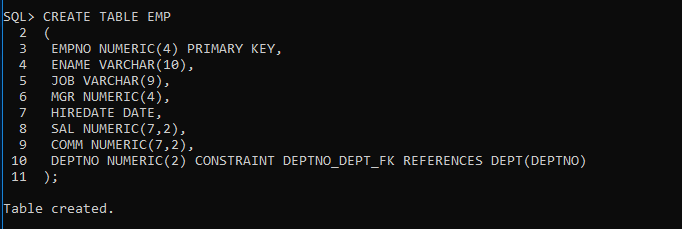 SQL> CREATE TABLE EMP
2 (
3 EMPNO NUMERIC(4) PRIMARY KEY,
4 ENAME VARCHAR(10),
5 JOB VARCHAR(9),
6 MGR NUMERIC(4),
7 HIREDATE DATE,
8 SAL NUMERIC(7,2),
9 COMM NUMERIC(7,2),
10 DEPTNO NUMERIC(2) CONSTRAINT DEPTNO_DEPT_FK REFERENCES DEPT(DEPTNO)
11 );
Table created.